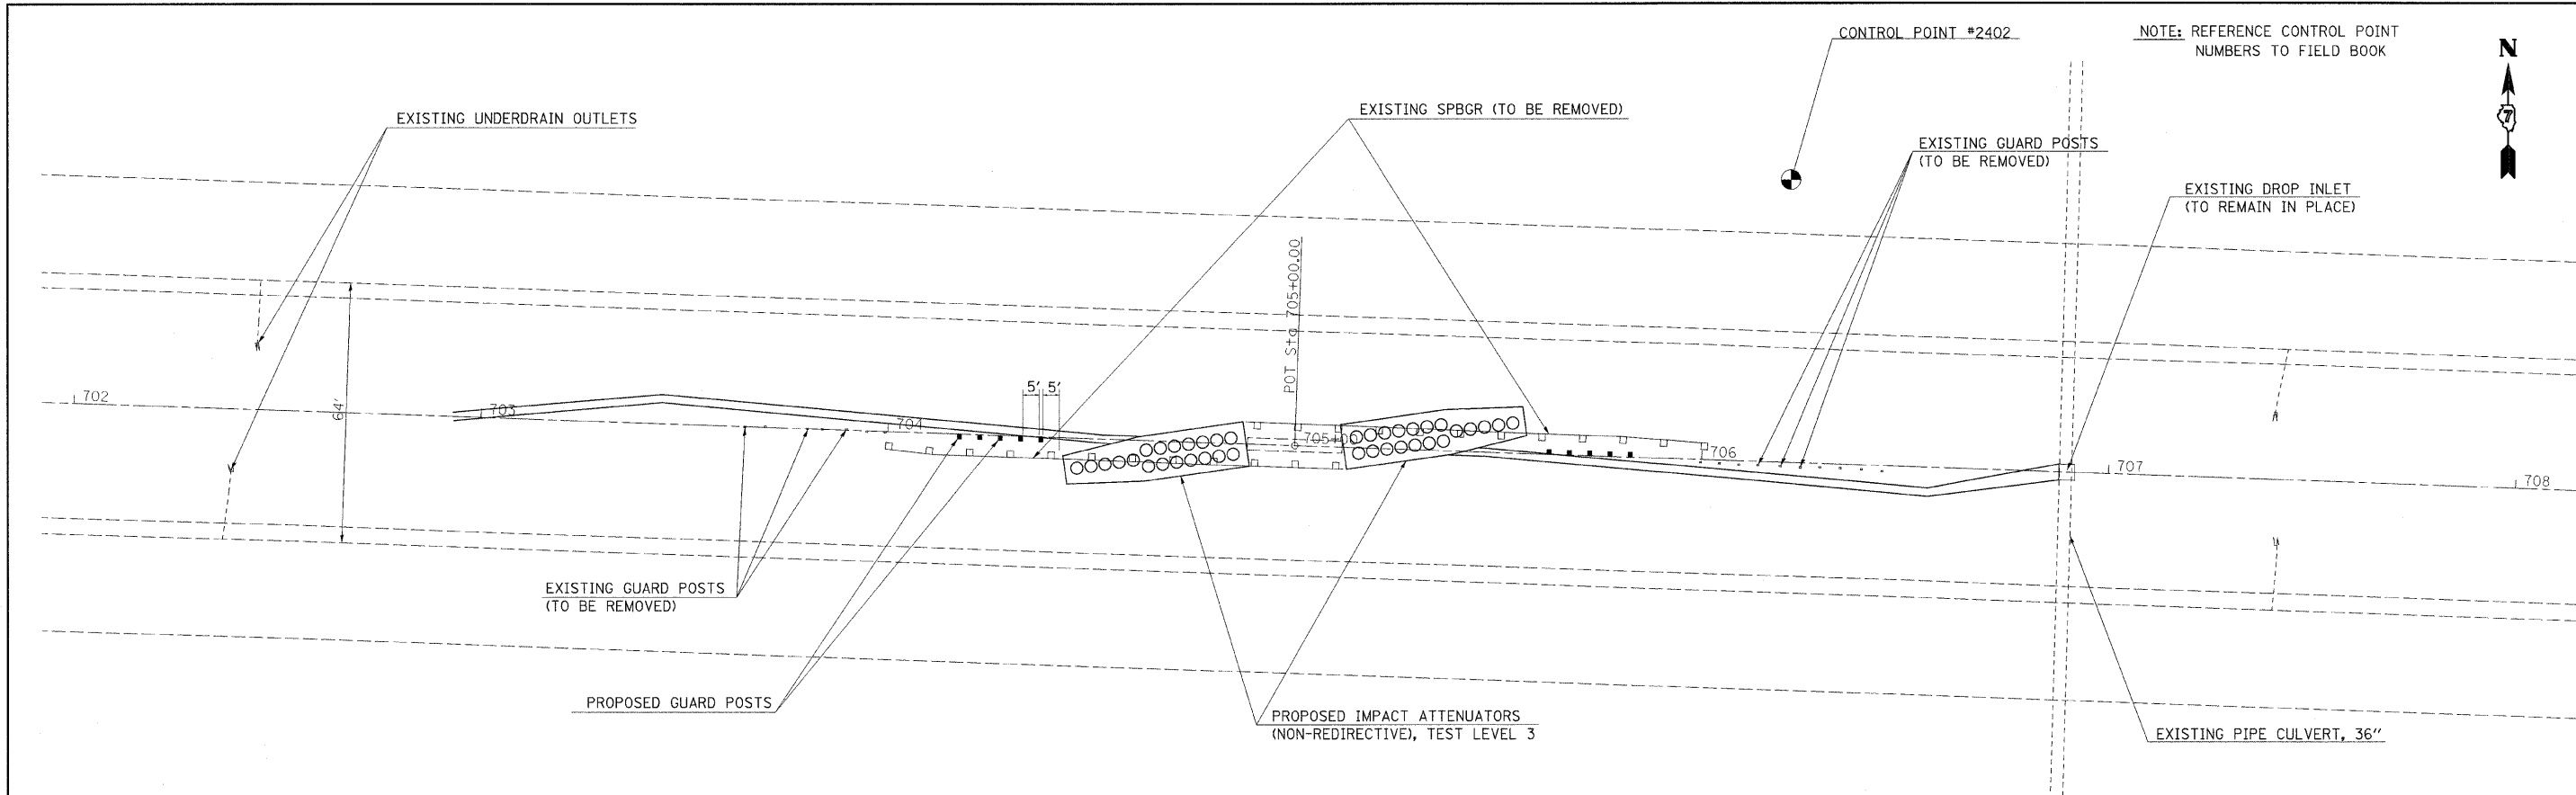 CONTROL POINT #2402
NOTE: REFERENCE CONTROL POINT
NUMBERS TO FIELD BOOK
N
7
EXISTING UNDERDRAIN OUTLETS
EXISTING SPBGR (TO BE REMOVED)
EXISTING GUARD POSTS
(TO BE REMOVED)
EXISTING DROP INLET
(TO REMAIN IN PLACE)
POT Sta 705+00.00
64'
5' 5'
702
703
704
705+00
706
707
708
EXISTING GUARD POSTS
(TO BE REMOVED)
PROPOSED GUARD POSTS
PROPOSED IMPACT ATTENUATORS
(NON-REDIRECTIVE), TEST LEVEL 3
EXISTING PIPE CULVERT, 36"